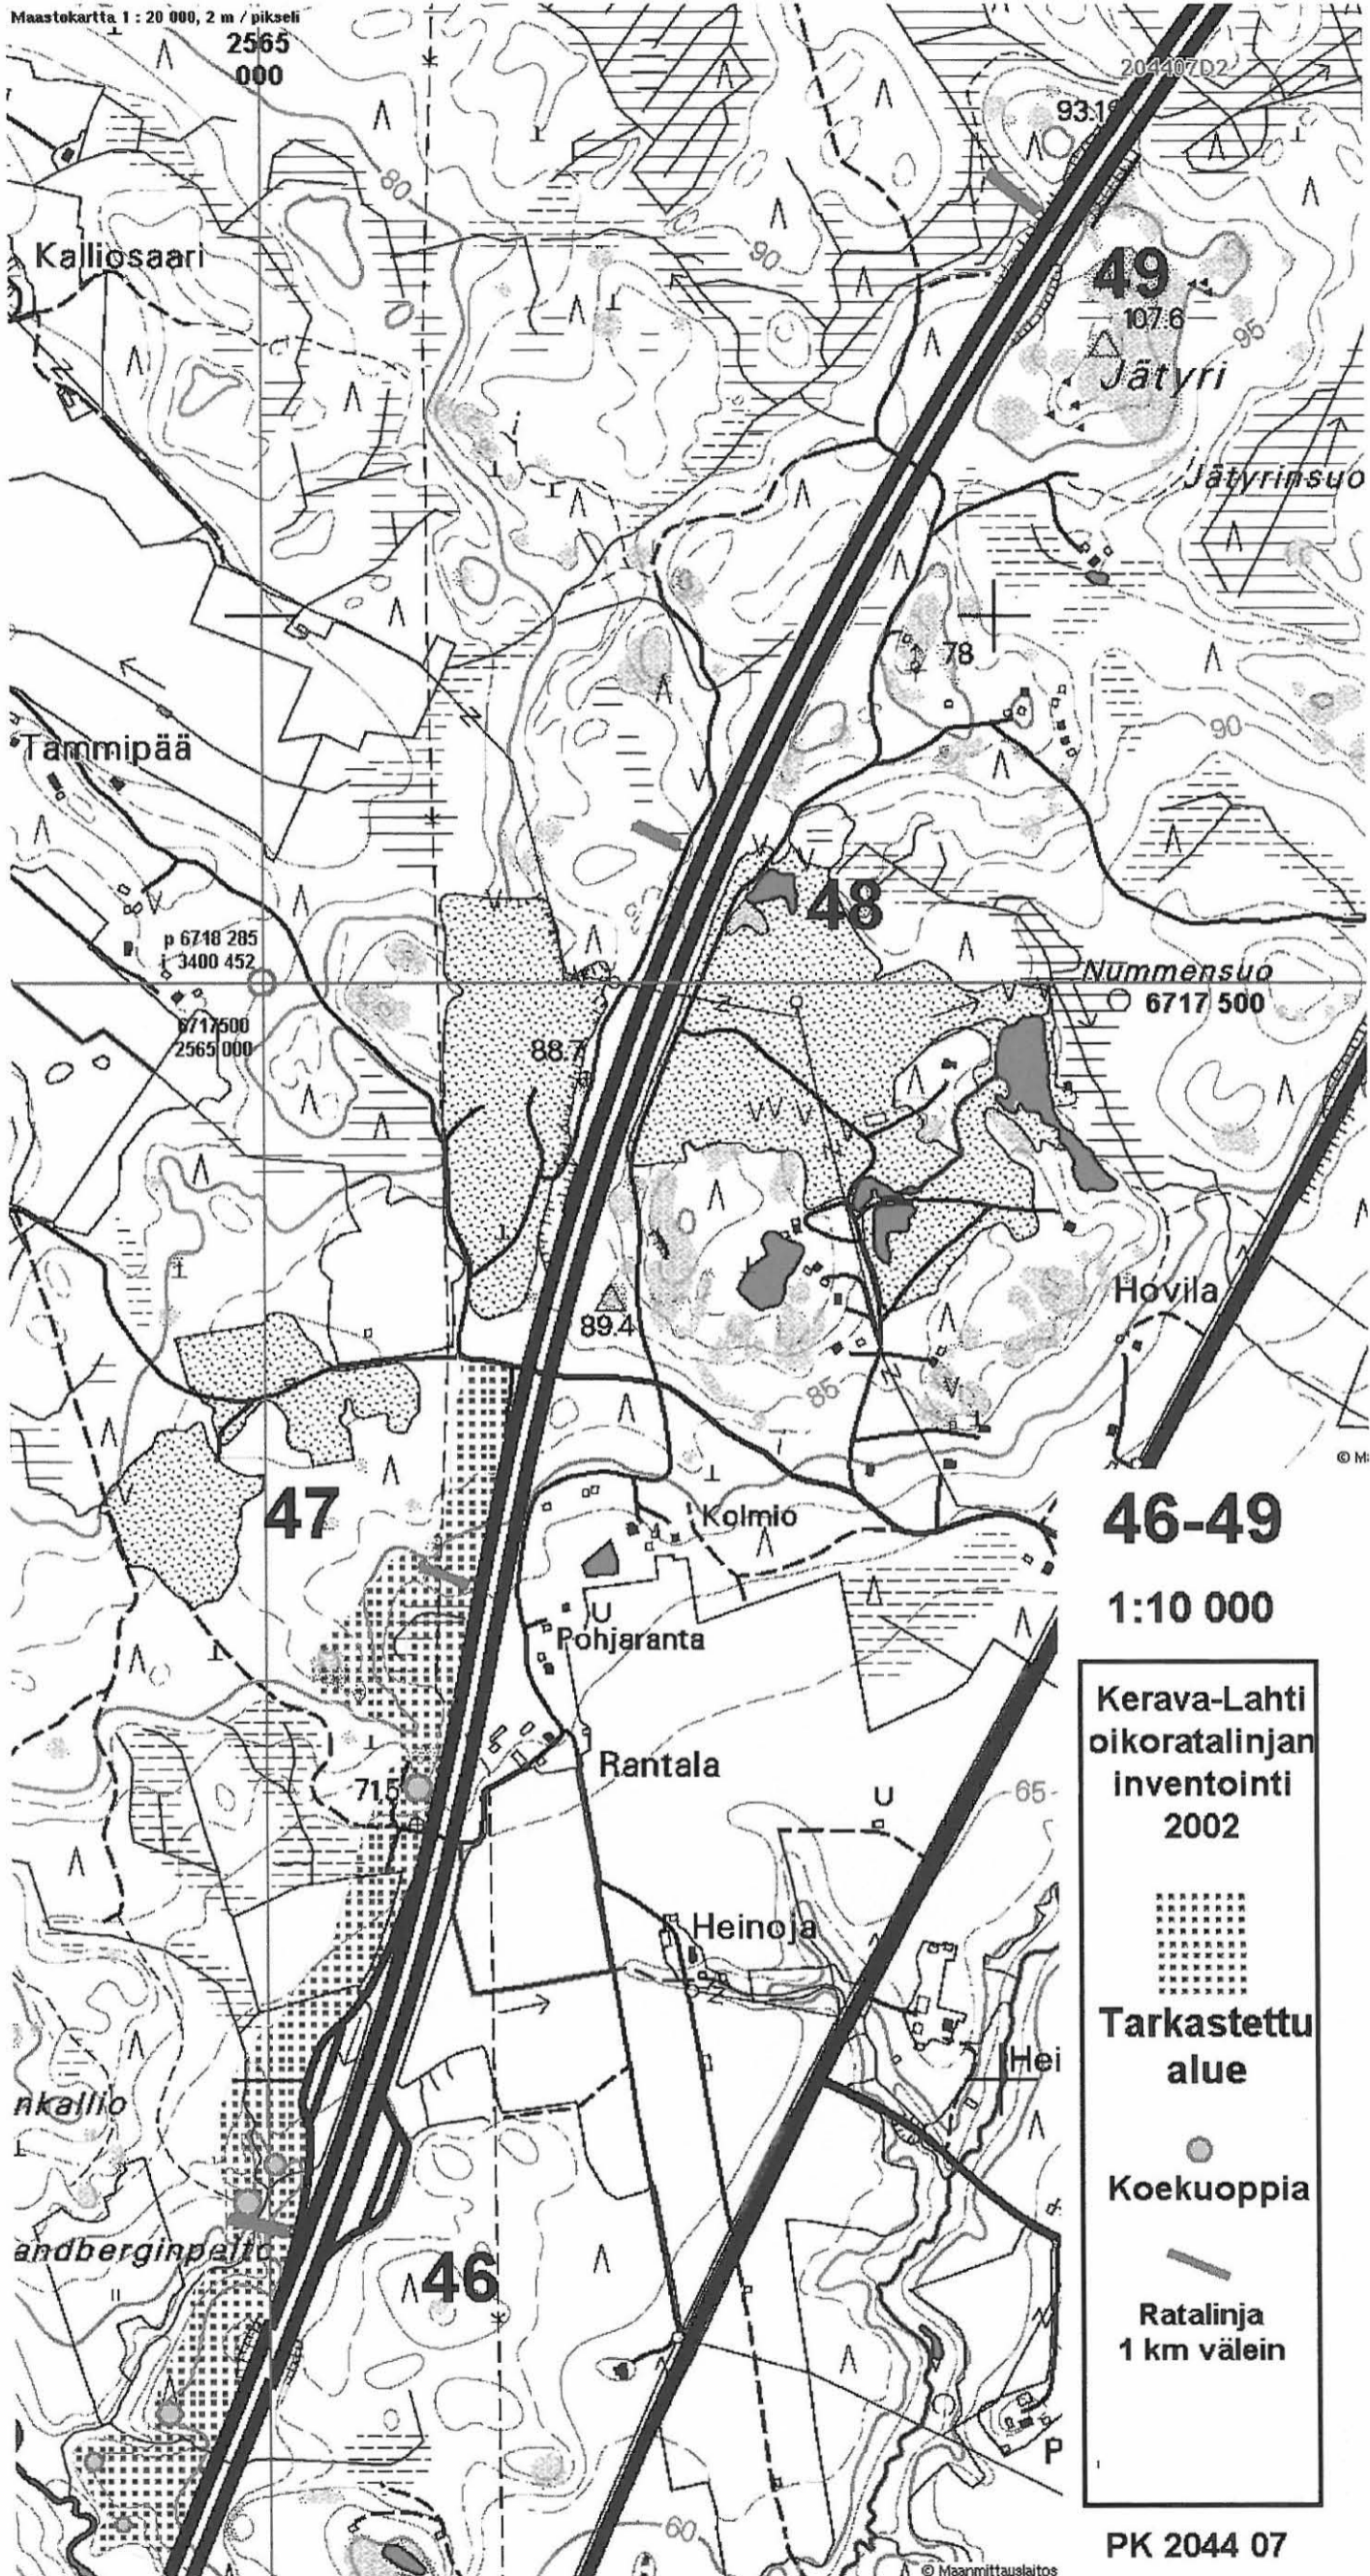 Maastokartta 1 : 20 000, 2 m / pikseli
2565
000
204407D2
93.1
80
90
Kalliosaari
49
107.6
95
Jätyri
Jätyrinsuo
78
90
Tammipää
48
p 6718 285
i 3400 452
Nummensuo
6717 500
6717500
2565 000
88.7
Hovila
89.4
85
© M
47
Kolmio
46-49
1:10 000
U
Pohjaranta
Kerava-Lahti
oikoratalinjan
inventointi
2002
Rantala
71.5
65
U
Heinoja
Tarkastettu
alue
Hei
nkallio
Koekuoppia
andberginpelto
46
Ratalinja
1 km välein
P
60
PK 2044 07
© Maanmittauslaitos